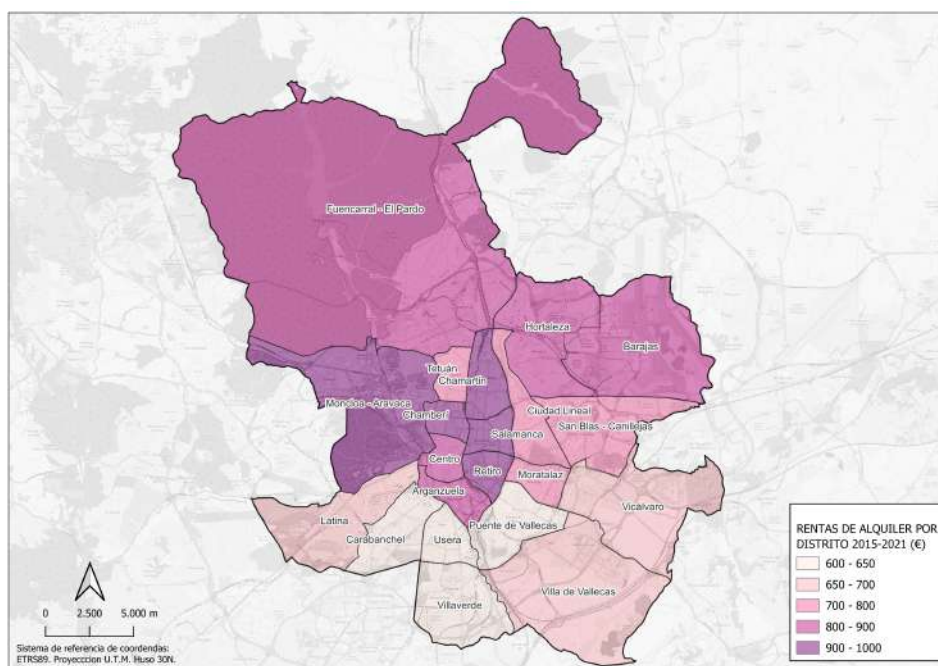 Fuencarral - El Pardo
Hortaleza
Barajas
Tetuán
Chamartín
Moncloa - Aravaca
Chamberí
Ciudad Lineal
San Blas - Canillejas
Salamanca
Centro
Retiro
Moratalaz
Arganzuela
Vicálvaro
Latina
Puente de Vallecas
Carabanchel
Usera
Villa de Vallecas
Villaverde
RENTAS DE ALQUILER POR
DISTRITO 2015-2021 (€)
600 - 650
650 - 700
700 - 800
800 - 900
900 - 1000
0 2.500 5.000 m
Sistema de referencia de coordendas:
ETRS89. Proyecccion U.T.M. Huso 30N.